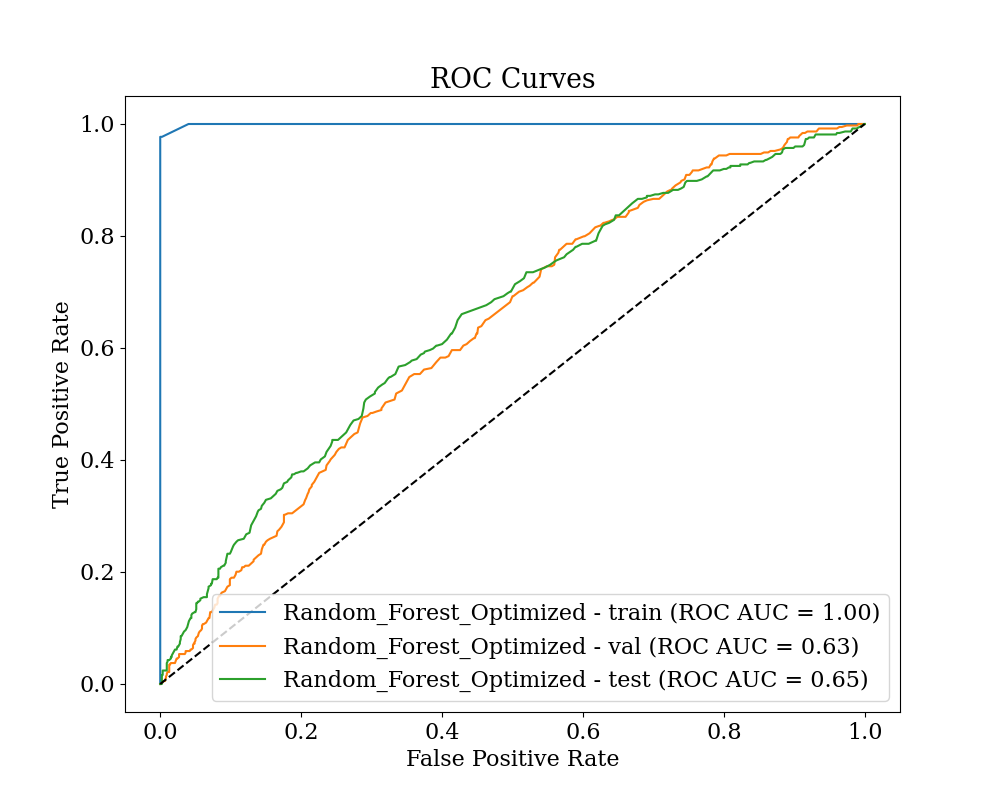 ROC Curves
True Positive Rate
1.0
0.8
0.6
0.4
0.2
0.0
Random_Forest_Optimized - train (ROC AUC = 1.00)
Random_Forest_Optimized - val (ROC AUC = 0.63)
Random_Forest_Optimized - test (ROC AUC = 0.65)
0.0 0.2 0.4 0.6 0.8 1.0
False Positive Rate